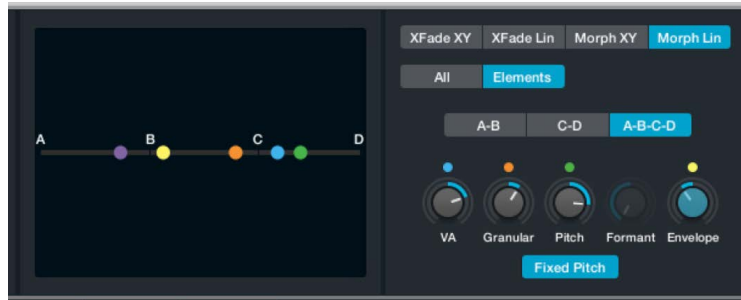 XFade XY XFade Lin Morph XY Morph Lin
All Elements
A B C D
A-B C-D A-B-C-D
VA Granular Pitch Formant Envelope
Fixed Pitch